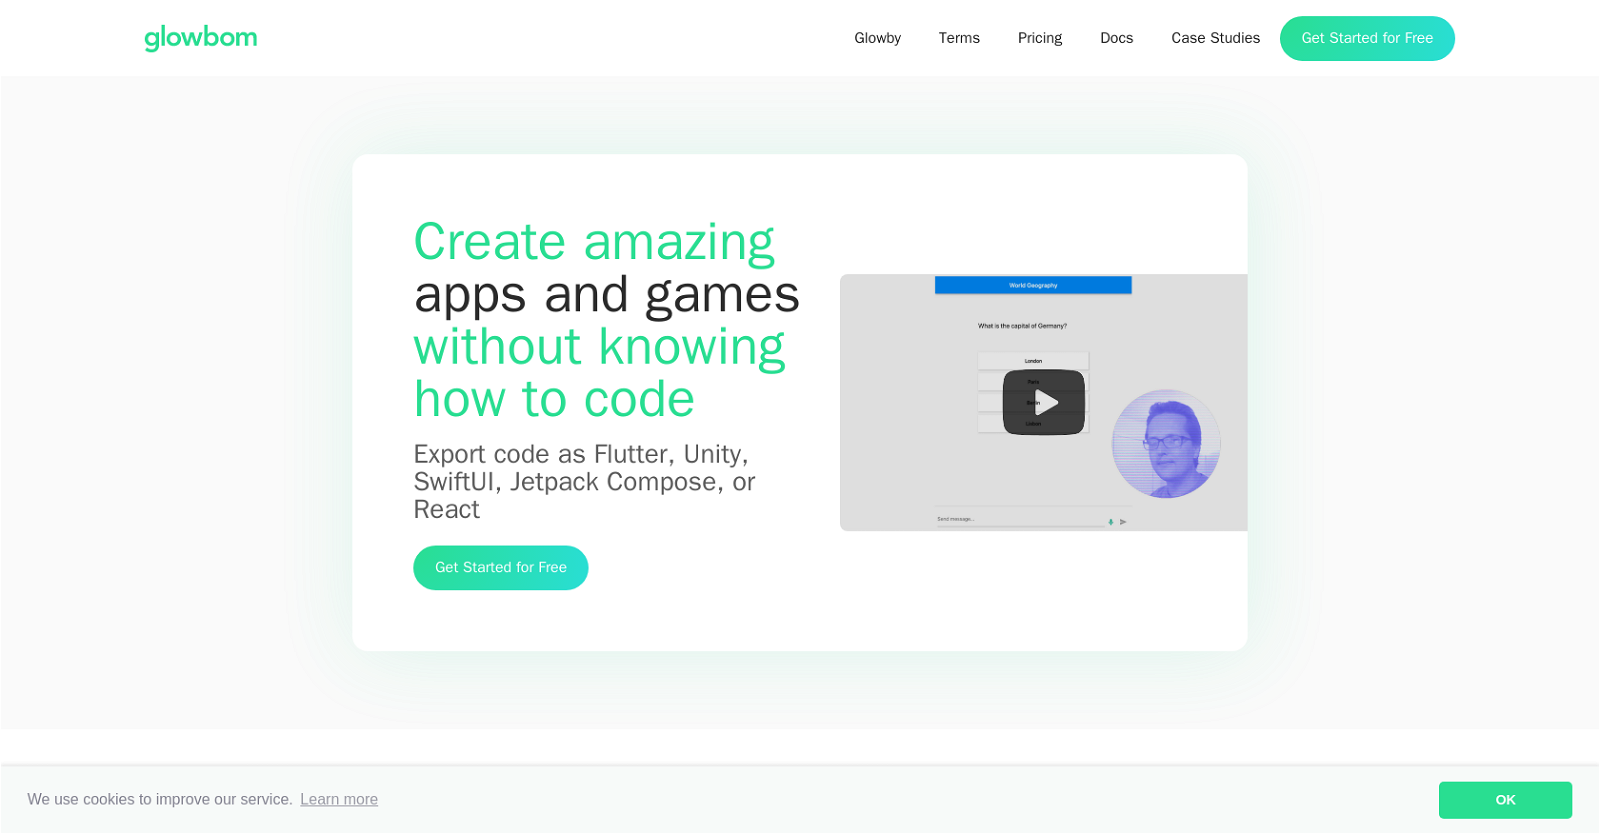 glowbom
Glowby
Terms
Pricing
Docs
Case Studies
Get Started for Free
Create amazing
apps and games
without knowing
how to code
Export code as Flutter, Unity,
SwiftUI, Jetpack Compose, or
React
Get Started for Free
World Geography
What is the capital of Germany?
London
Paris
Berlin
Lisbon
Send message...
We use cookies to improve our service. Learn more
OK